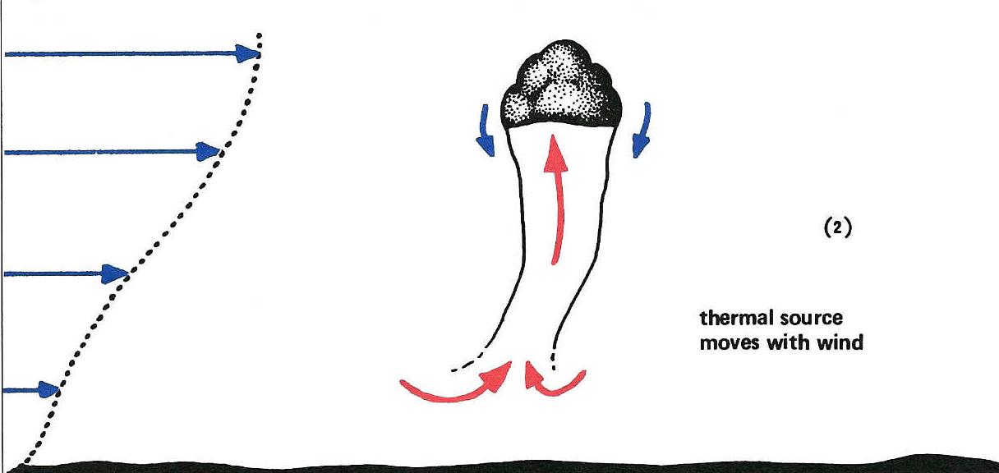 (2)
thermal source
moves with wind